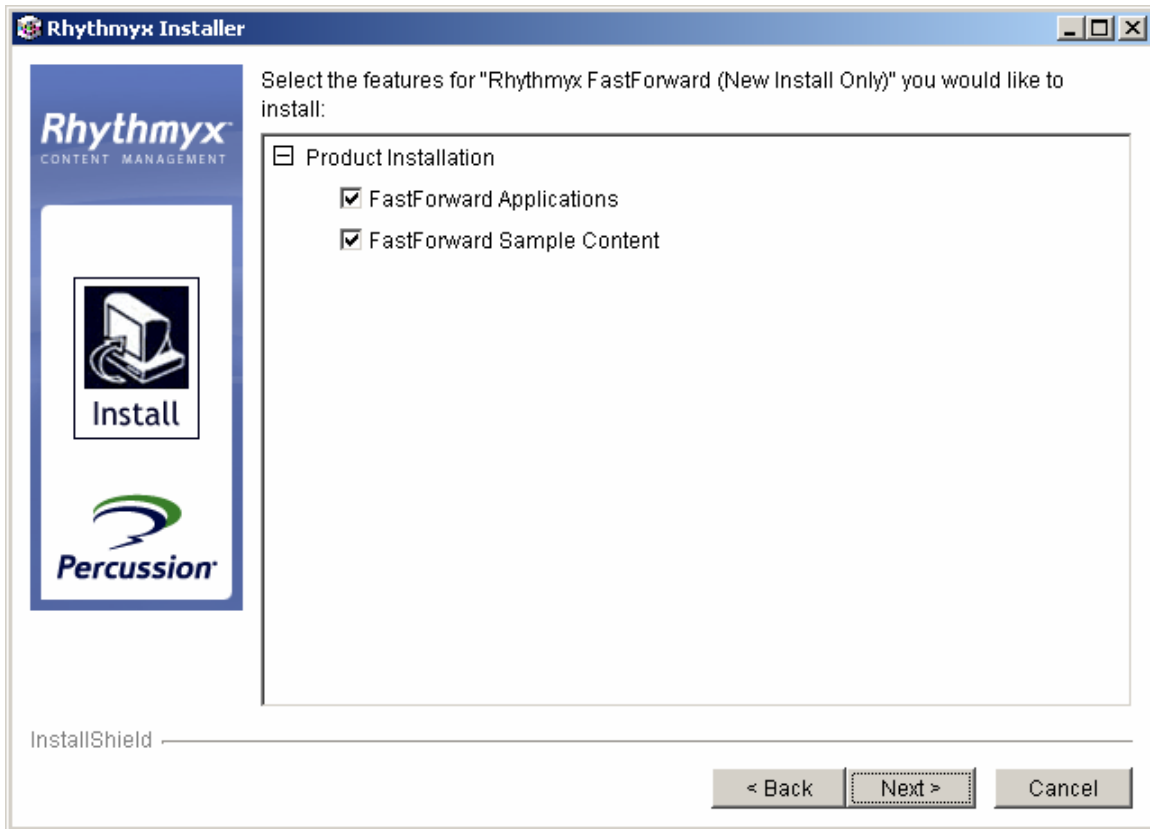 Rhythmyx Installer
Select the features for "Rhythmyx FastForward (New Install Only)" you would like to
install:
Rhythmyx
CONTENT MANAGEMENT
Product Installation
FastForward Applications
FastForward Sample Content
Install
Percussion
InstallShield
< Back
Next >
Cancel